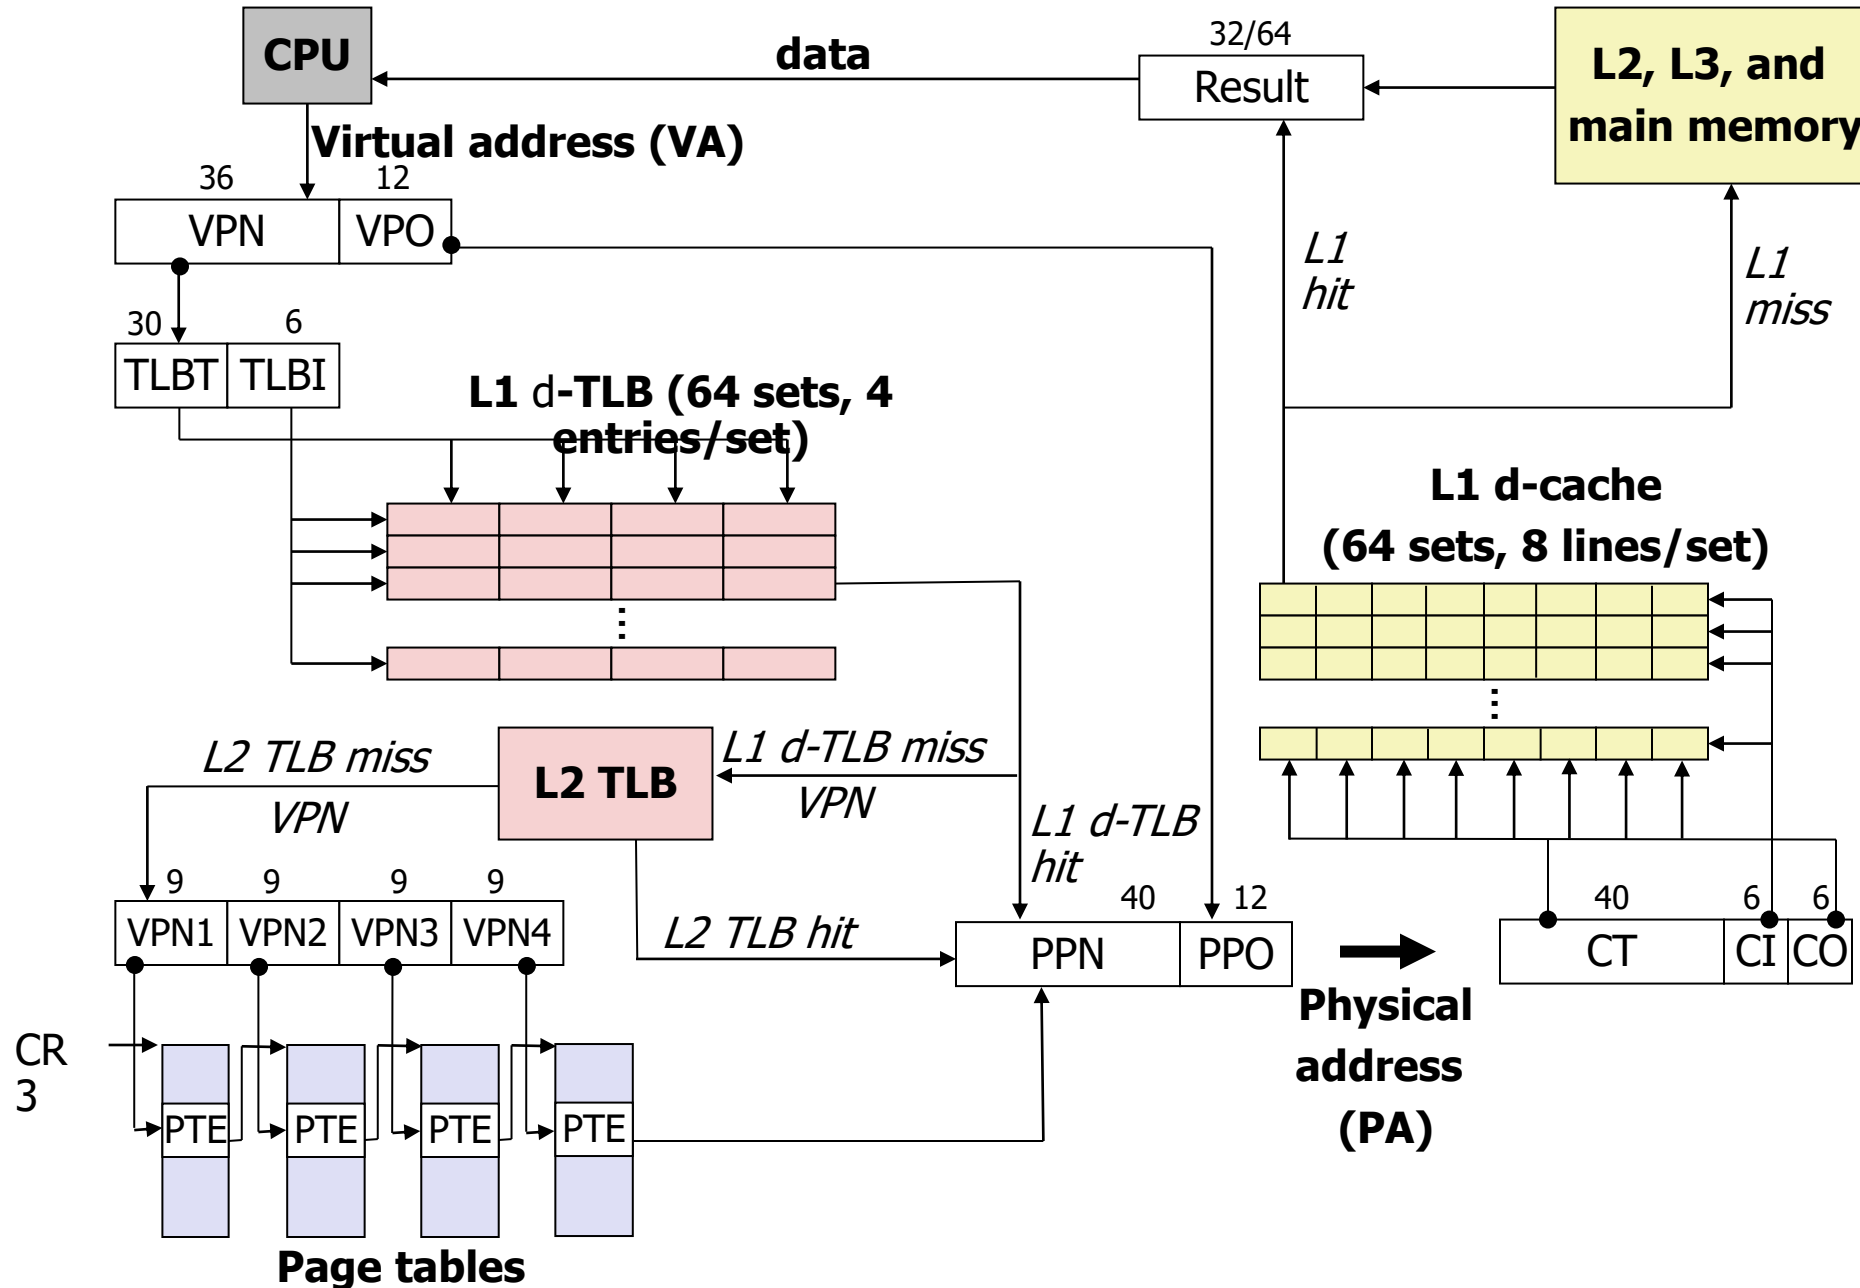 CPU
data
32/64
Result
L2, L3, and
main memory
Virtual address (VA)
36
12
VPN
VPO
L1
hit
L1
miss
30
6
TLBT
TLBI
L1 d-TLB (64 sets, 4
entries/set)
L1 d-cache
(64 sets, 8 lines/set)
...
...
L2 TLB miss
VPN
L2 TLB
L1 d-TLB miss
VPN
L1 d-TLB
hit
9
9
9
9
VPN1
VPN2
VPN3
VPN4
L2 TLB hit
40
12
PPN
PPO
40
6
6
CT
CI
CO
Physical
address
(PA)
CR
3
PTE
PTE
PTE
PTE
Page tables